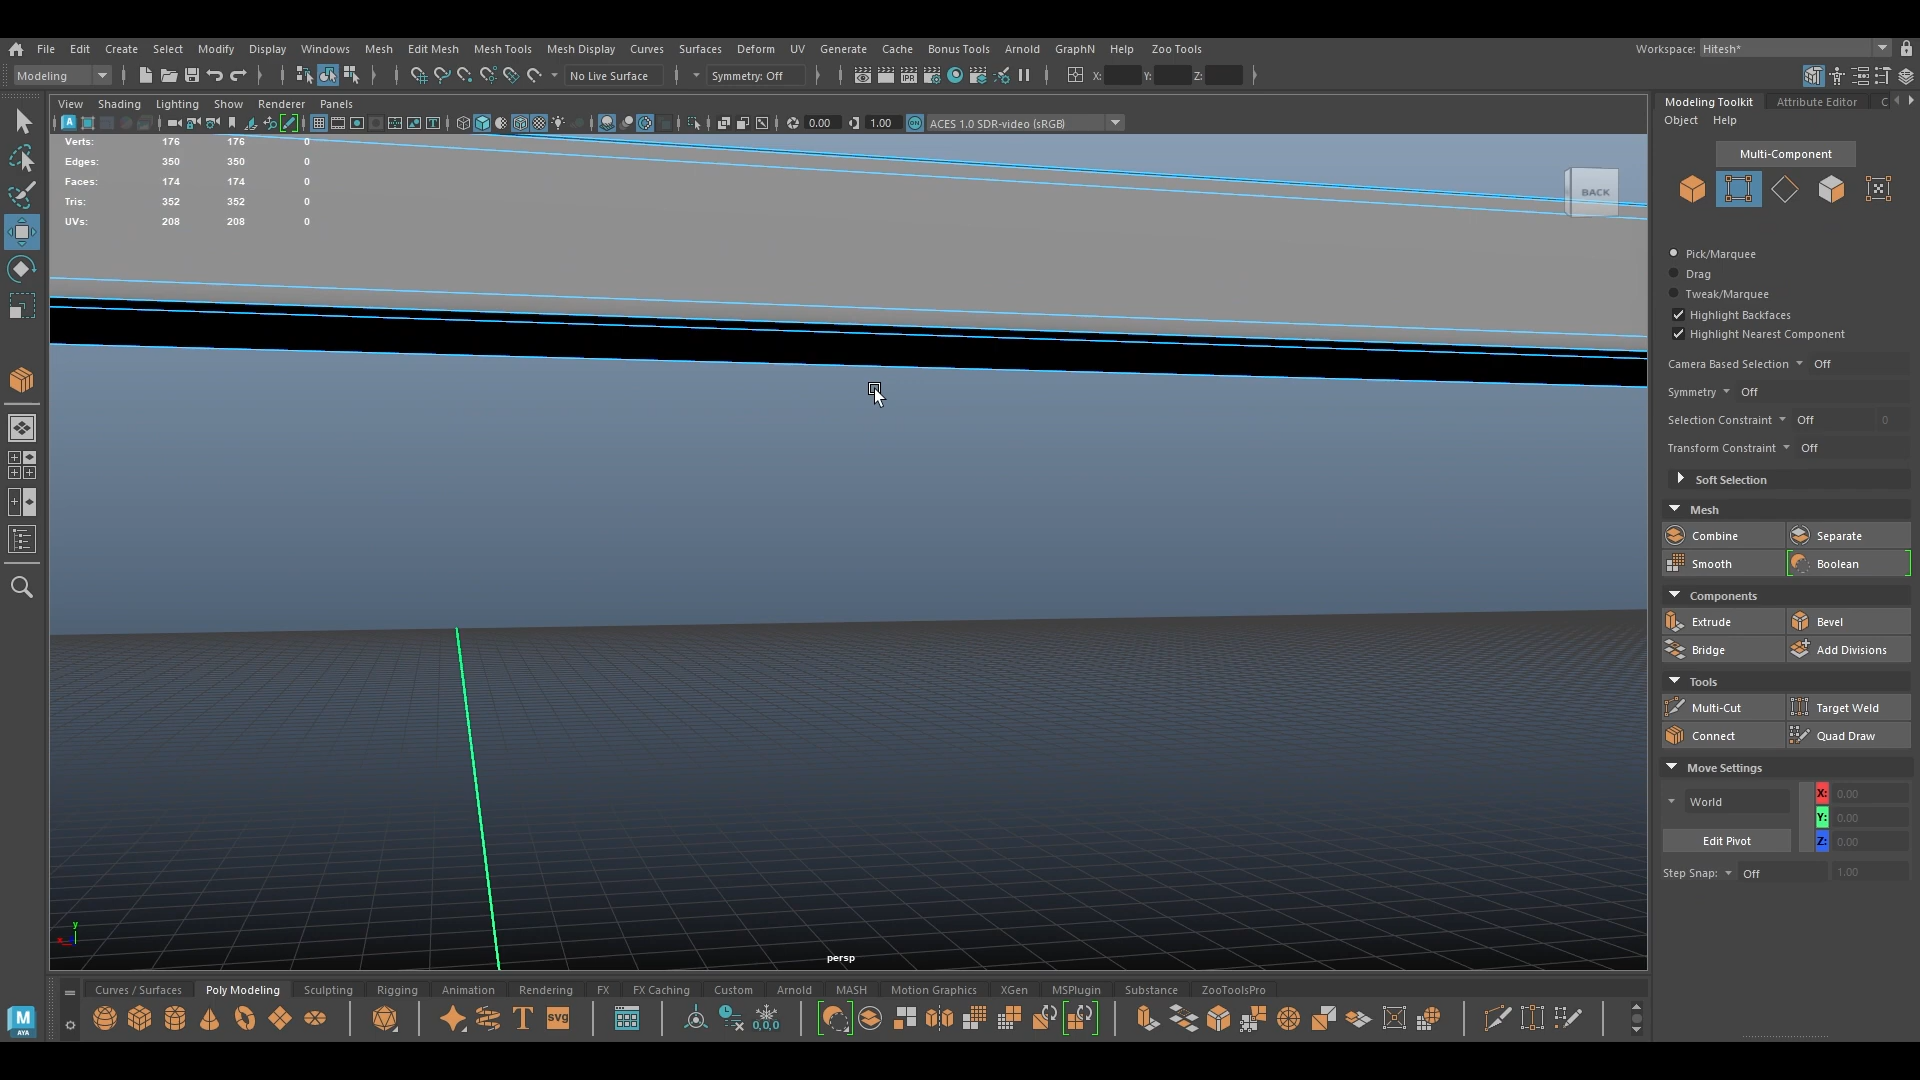 File Edit Create Select Modify Display Windows Mesh Edit Mesh Mesh Tools Mesh Display Curves Surfaces Deform UV Generate Cache Bonus Tools Arnold GraphN Help Zoo Tools Workspace: Hitesh*
Modeling No Live Surface Symmetry: Off IPR 0,0,0 X: Y: Z:
View Shading Lighting Show Renderer Panels
0.00 1.00 ON ACES 1.0 SDR-video (sRGB)
Verts: 176 176 0
Edges: 350 350 0
Faces: 174 174 0
Tris: 352 352 0
UVs: 208 208 0
BACK
y
x
persp
Modeling Toolkit Attribute Editor C
Object Help
Multi-Component
Pick/Marquee
Drag
Tweak/Marquee
Highlight Backfaces
Highlight Nearest Component
Camera Based Selection Off
Symmetry Off
Selection Constraint Off 0
Transform Constraint Off
Soft Selection
Mesh
Combine Separate
Smooth Boolean
Components
Extrude Bevel
Bridge Add Divisions
Tools
Multi-Cut Target Weld
Connect Quad Draw
Move Settings
World X: 0.00
Y: 0.00
Edit Pivot Z: 0.00
Step Snap: Off 1.00
Curves / Surfaces Poly Modeling Sculpting Rigging Animation Rendering FX FX Caching Custom Arnold MASH Motion Graphics XGen MSPlugin Substance ZooToolsPro
M AYA T SVG 0,0,0